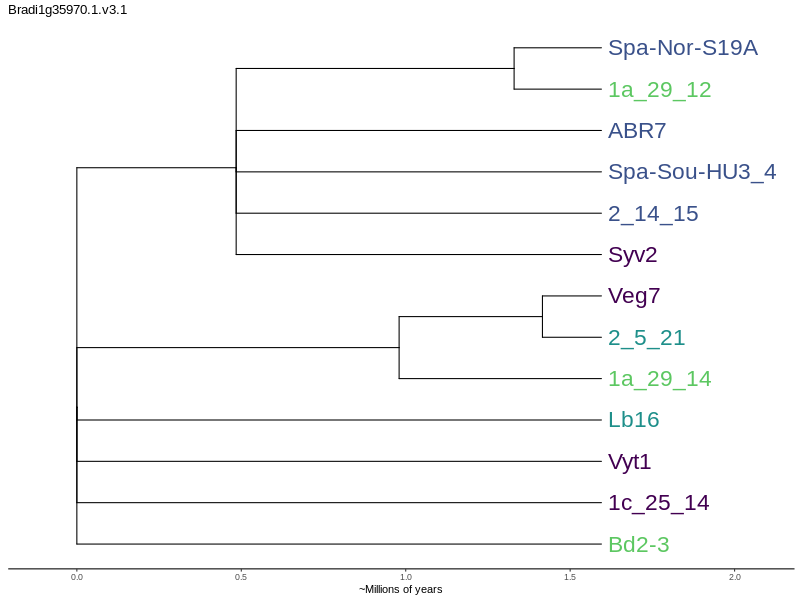 Bradi1g35970.1.v3.1
Spa-Nor-S19A
1a_29_12
ABR7
Spa-Sou-HU3_4
2_14_15
Syv2
Veg7
2_5_21
1a_29_14
Lb16
Vyt1
1c_25_14
Bd2-3
0.0 0.5 1.0 1.5 2.0
~Millions of years